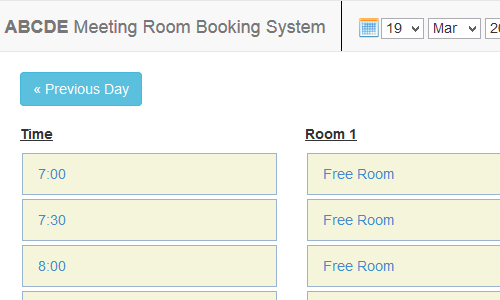 ABCDE Meeting Room Booking System 19 Mar
« Previous Day
Time Room 1
7:00 Free Room
7:30 Free Room
8:00 Free Room